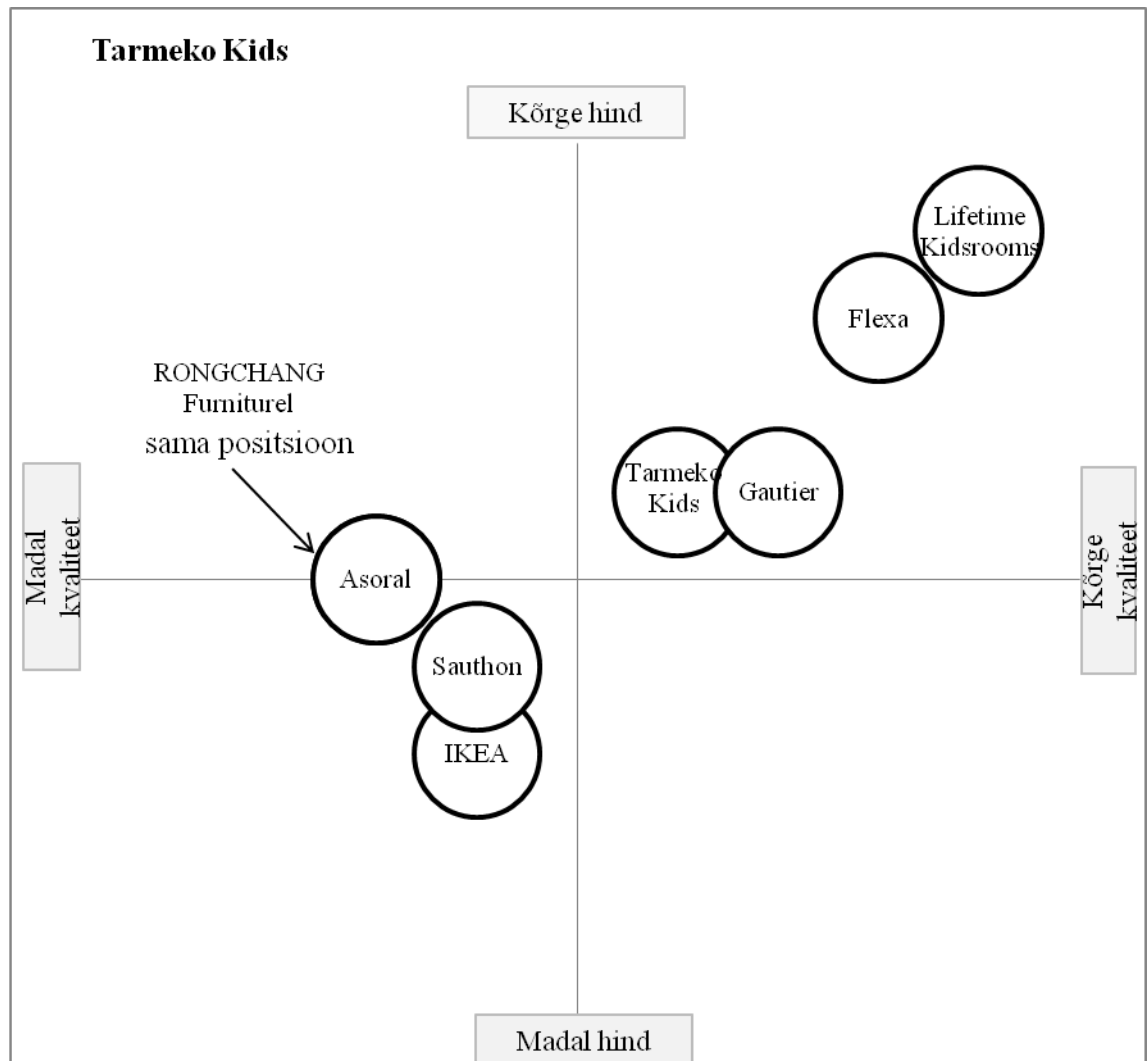 Tarmeko Kids
Kõrge hind
Lifetime
Kidsrooms
Flexa
RONGCHANG
Furniturel
sama positsioon
Tarmeko
Kids
Gautier
Madal
kvaliteet
Kõrge
kvaliteet
Asoral
Sauthon
IKEA
Madal hind